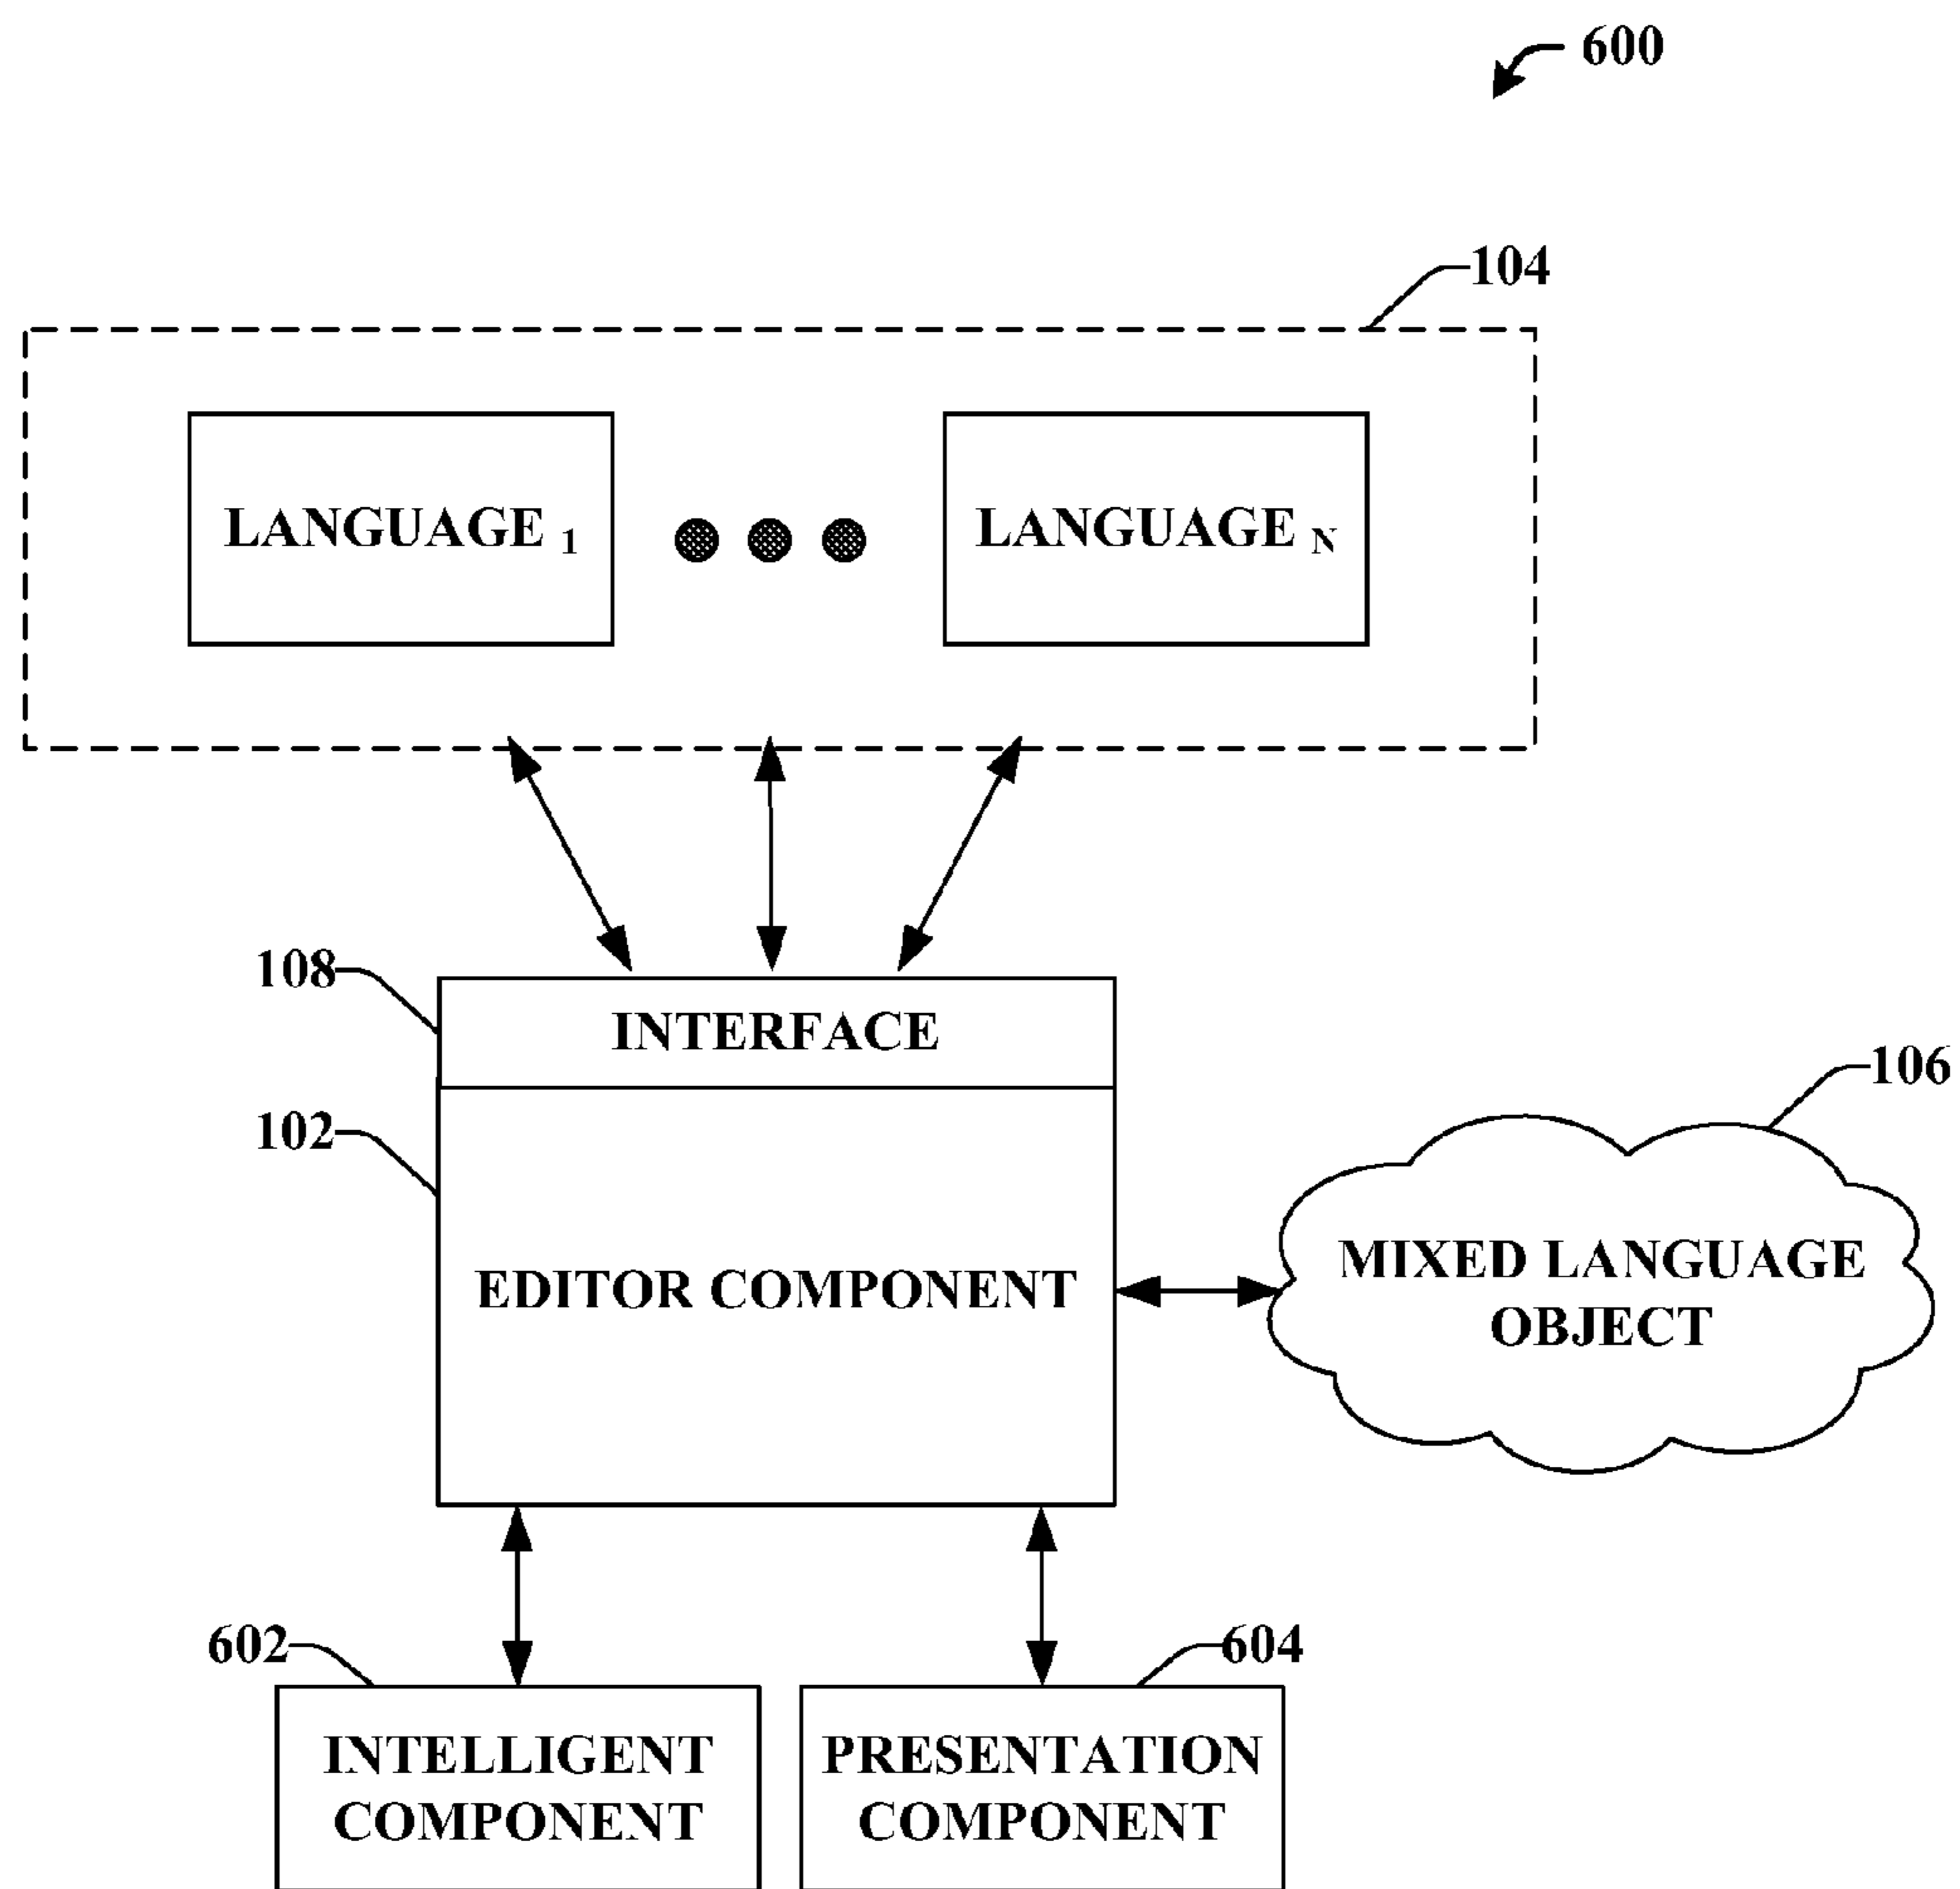 600
104
LANGUAGE 1
LANGUAGE N
108
INTERFACE
106
102
MIXED LANGUAGE
OBJECT
EDITOR COMPONENT
602
604
INTELLIGENT
COMPONENT
PRESENTATION
COMPONENT